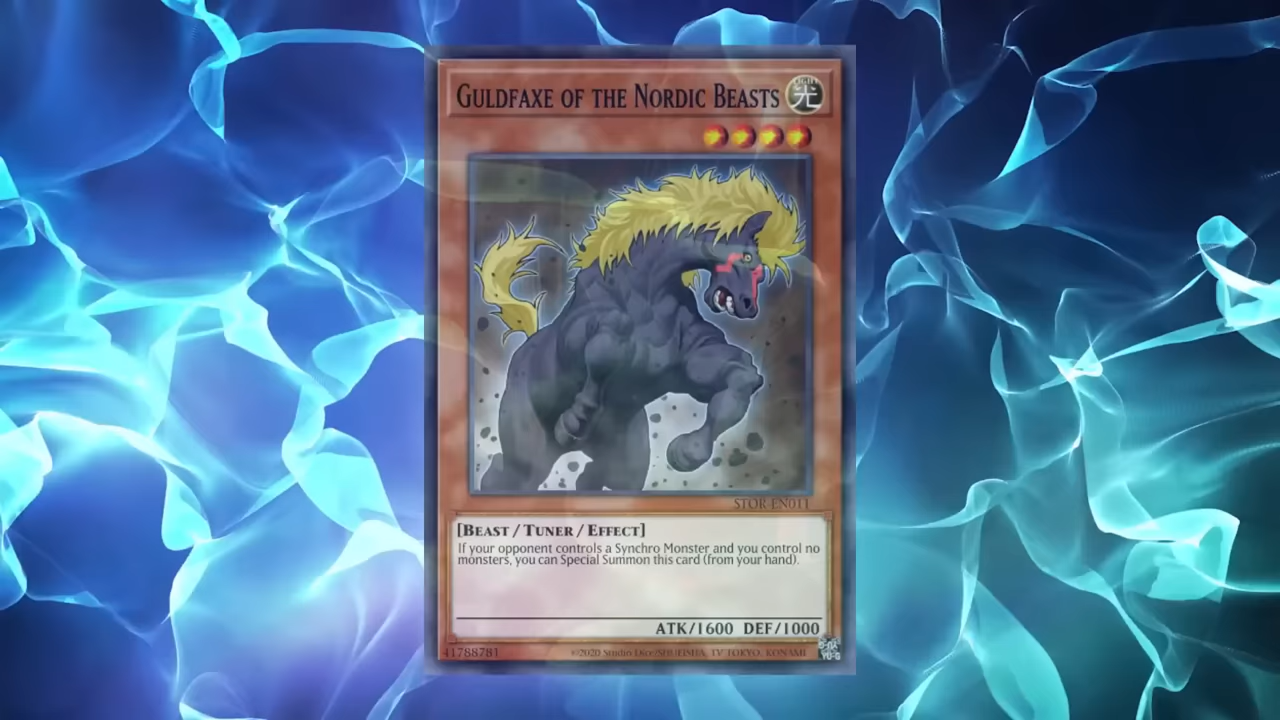 GULDFAXE OF THE NORDIC BEASTS
光
STOR-EN011
[BEAST / TUNER / EFFECT]
If your opponent controls a Synchro Monster and you control no
monsters, you can Special Summon this card (from your hand).
ATK/1600 DEF/1000
41788781
©2020 Studio Dice/SHUEISHA, TV TOKYO, KONAMI